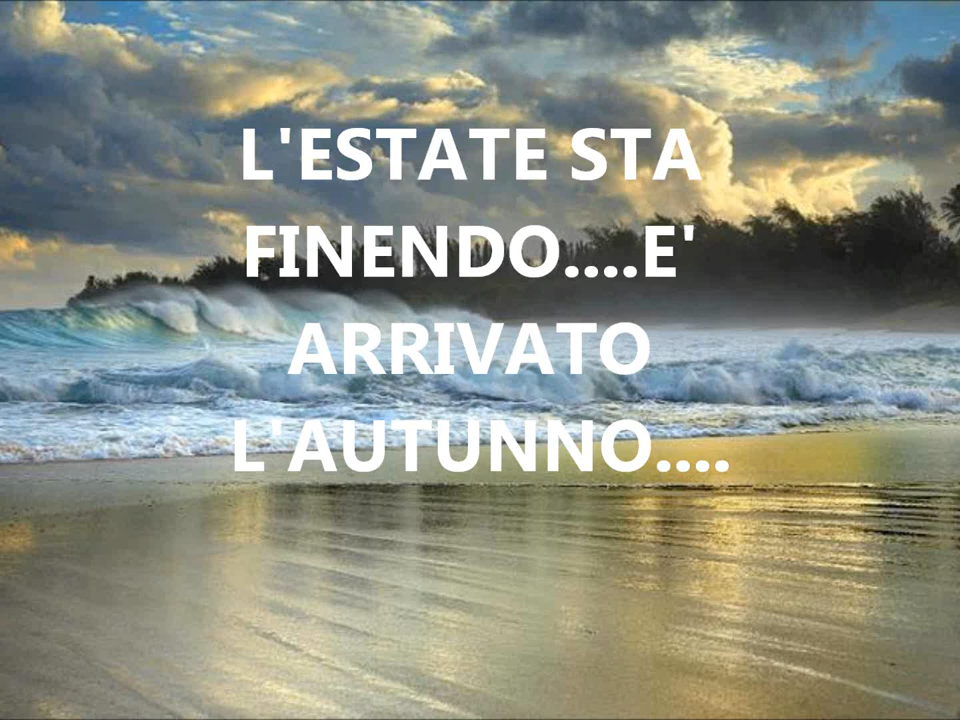 L'ESTATE STA
FINENDO....E'
ARRIVATO
L'AUTUNNO....